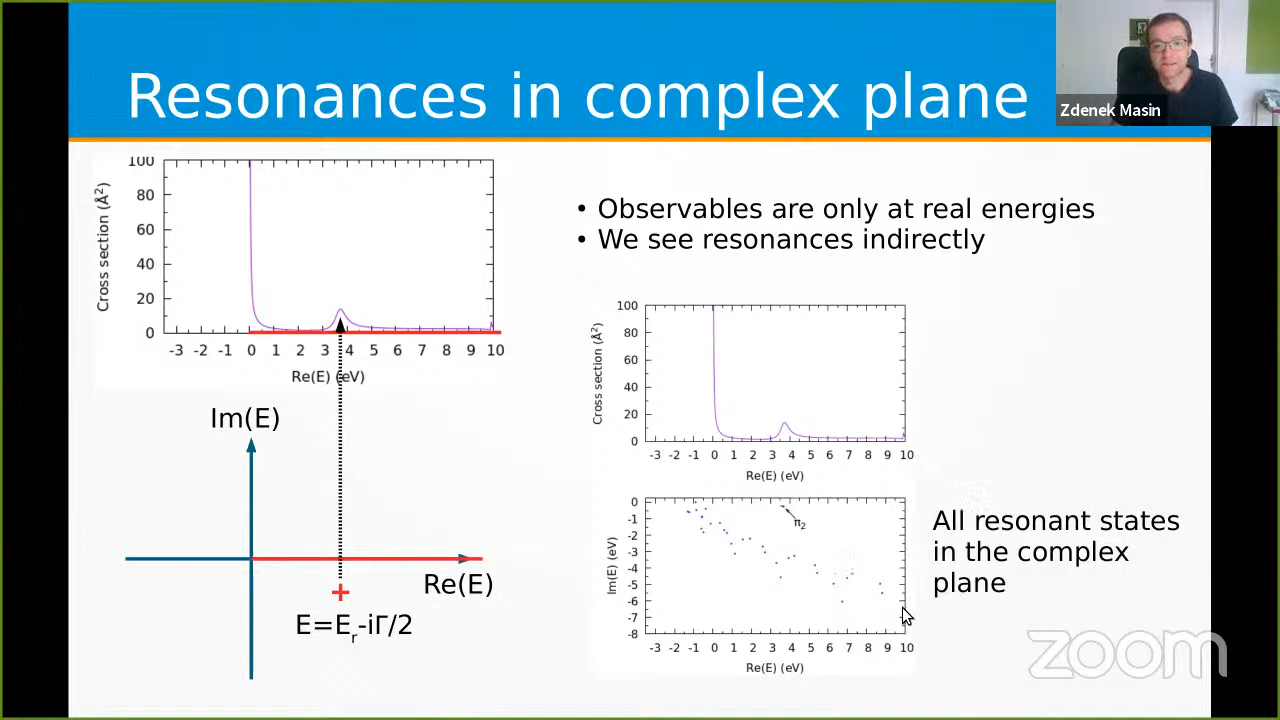 Resonances in complex plane
Zdenek Masin
100
80
60
40
20
0
Cross section (Å²)
-3 -2 -1 0 1 2 3 4 5 6 7 8 9 10
Re(E) (eV)
Im(E)
Re(E)
E=Er-iΓ/2
• Observables are only at real energies
• We see resonances indirectly
100
80
60
40
20
0
Cross section (Å²)
-3 -2 -1 0 1 2 3 4 5 6 7 8 9 10
Re(E) (eV)
0
-1
-2
-3
-4
-5
-6
-7
-8
Im(E) (eV)
π2
-3 -2 -1 0 1 2 3 4 5 6 7 8 9 10
Re(E) (eV)
All resonant states
in the complex
plane
zoom